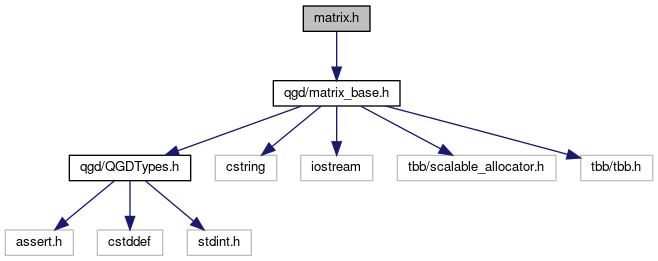 matrix.h
qgd/matrix_base.h
qgd/QGDTypes.h
cstring
iostream
tbb/scalable_allocator.h
tbb/tbb.h
assert.h
cstddef
stdint.h